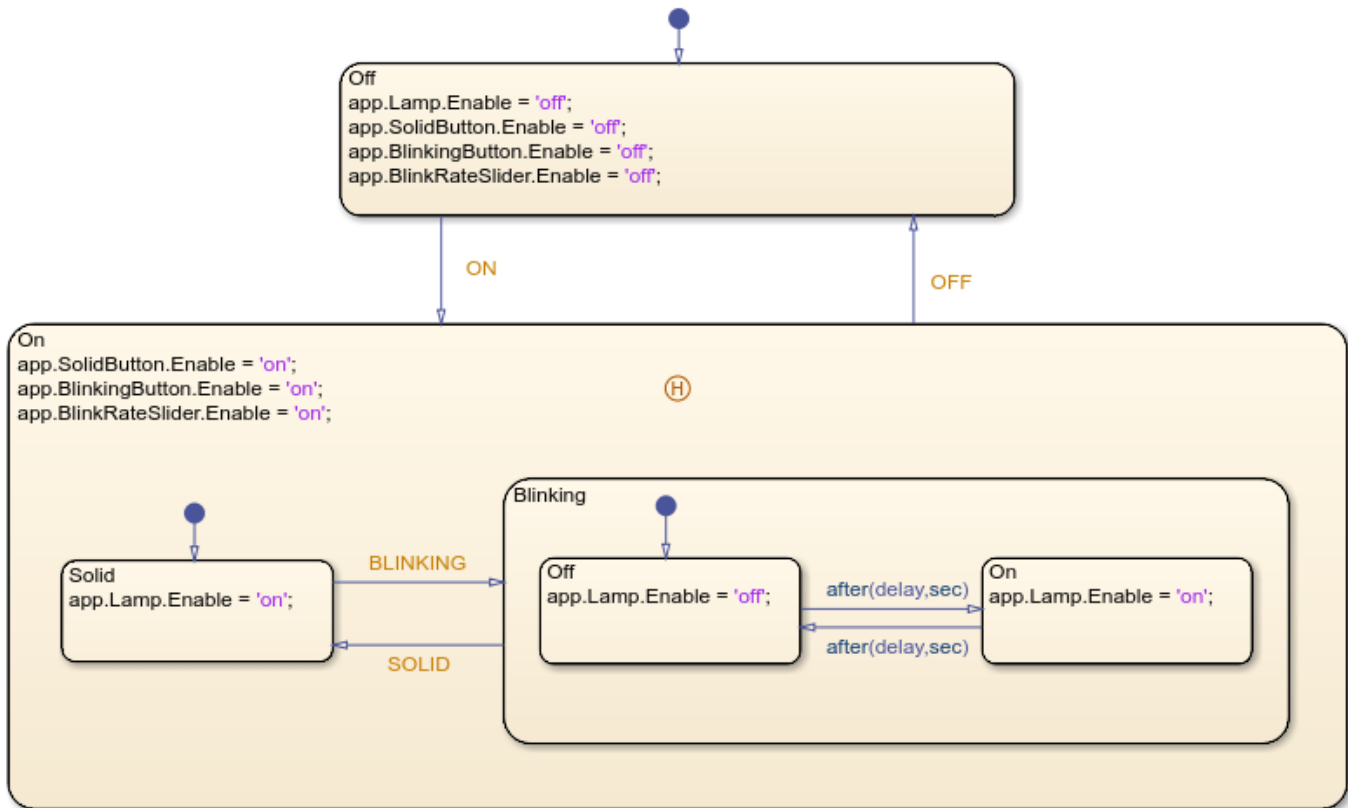 Off
app.Lamp.Enable = 'off';
app.SolidButton.Enable = 'off';
app.BlinkingButton.Enable = 'off';
app.BlinkRateSlider.Enable = 'off';
ON
OFF
On
app.SolidButton.Enable = 'on';
app.BlinkingButton.Enable = 'on';
app.BlinkRateSlider.Enable = 'on';
H
Solid
app.Lamp.Enable = 'on';
BLINKING
SOLID
Blinking
Off
app.Lamp.Enable = 'off';
after(delay,sec)
after(delay,sec)
On
app.Lamp.Enable = 'on';